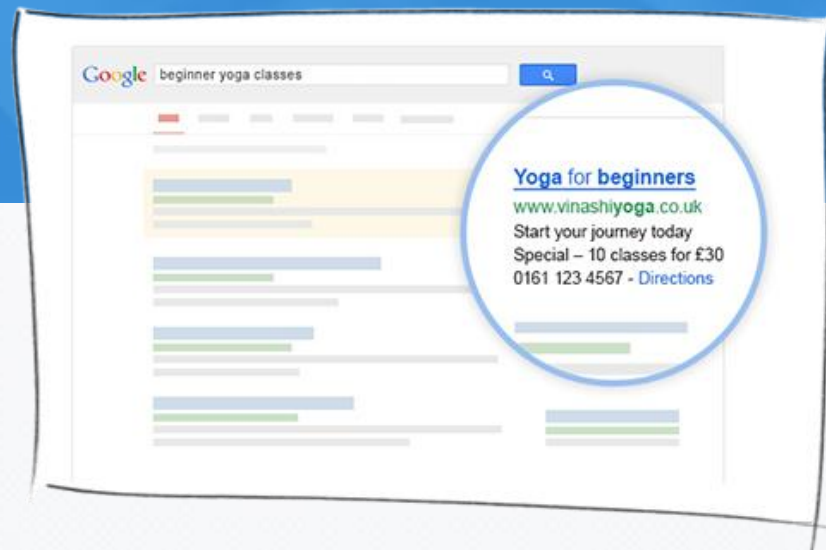 Google beginner yoga classes
Yoga for beginners
www.vinashiyoga.co.uk
Start your journey today
Special – 10 classes for £30
0161 123 4567 - Directions